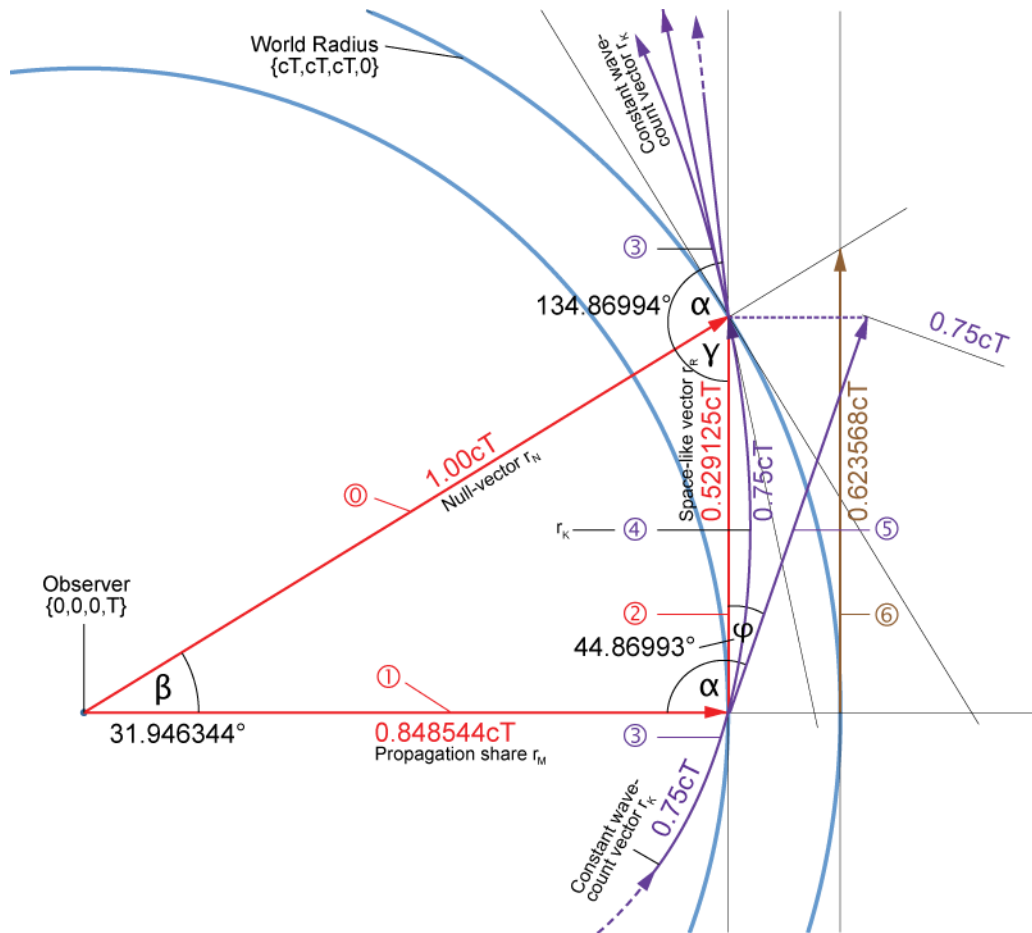 World Radius
{cT,cT,cT,0}
Constant wave-
count vector r_K
③
134.86994°
α
γ
0.75cT
Space-like vector r_R
0.529125cT
0.75cT
0.623568cT
1.00cT
Null-vector r_N
⓪
r_K
④
⑤
Observer
{0,0,0,T}
②
⑥
φ
44.86993°
①
β
α
31.946344°
0.848544cT
Propagation share r_M
③
0.75cT
Constant wave-
count vector r_K